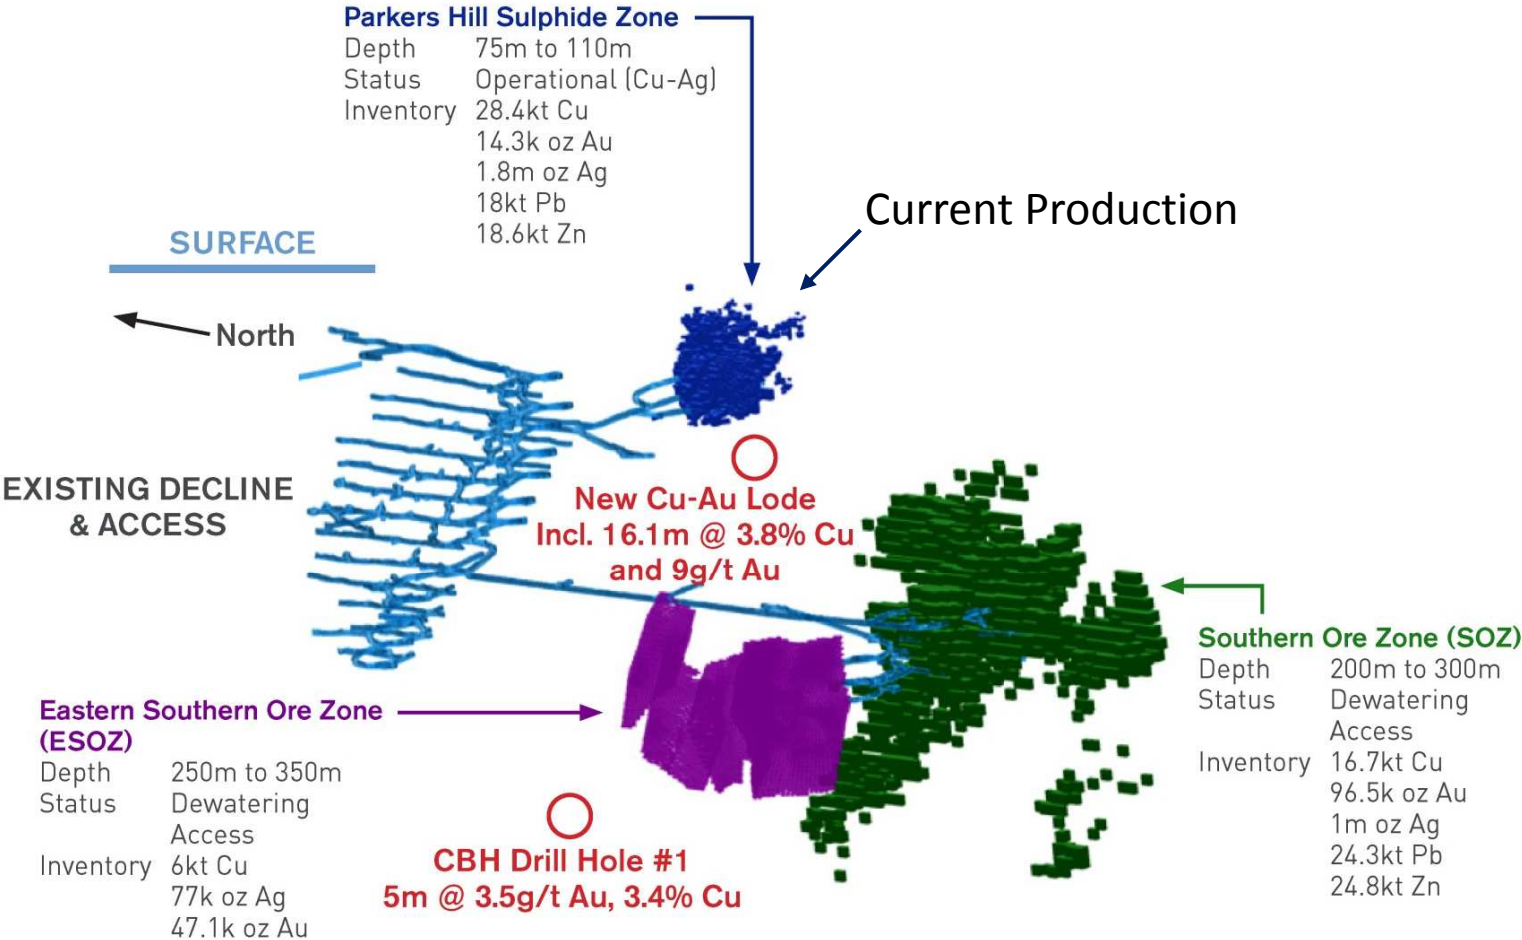 Parkers Hill Sulphide Zone
Depth 75m to 110m
Status Operational (Cu-Ag)
Inventory 28.4kt Cu
14.3k oz Au
1.8m oz Ag
18kt Pb
18.6kt Zn
Current Production
SURFACE
North
EXISTING DECLINE
& ACCESS
New Cu-Au Lode
Incl. 16.1m @ 3.8% Cu
and 9g/t Au
Southern Ore Zone (SOZ)
Depth 200m to 300m
Status Dewatering
Access
Inventory 16.7kt Cu
96.5k oz Au
1m oz Ag
24.3kt Pb
24.8kt Zn
Eastern Southern Ore Zone
(ESOZ)
Depth 250m to 350m
Status Dewatering
Access
Inventory 6kt Cu
77k oz Ag
47.1k oz Au
CBH Drill Hole #1
5m @ 3.5g/t Au, 3.4% Cu